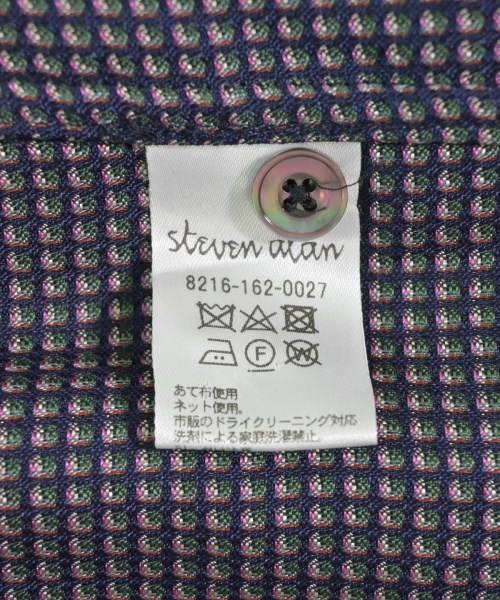 steven alan
8216-162-0027
F
W
あて布使用
ネット使用。
市販のドライクリーニング対応
洗剤による家庭洗濯禁止。